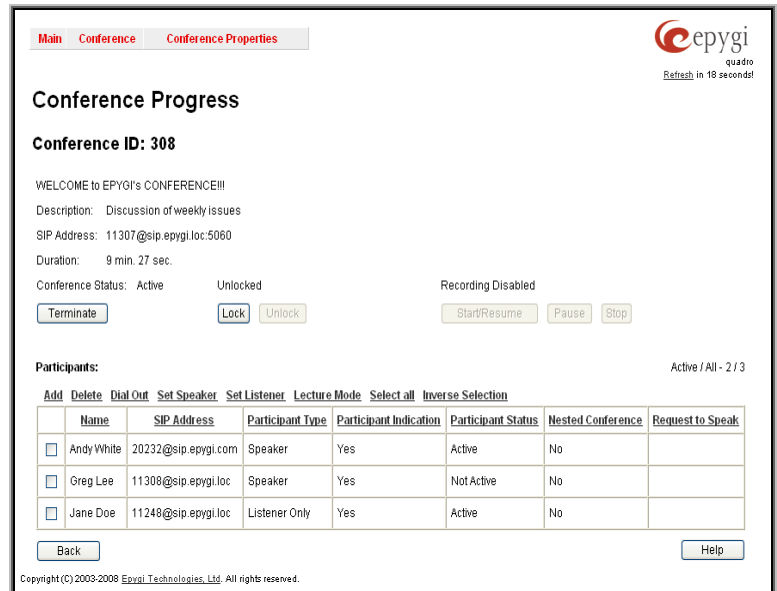 Main Conference Conference Properties
epygi
quadro
Refresh in 18 seconds!
Conference Progress
Conference ID: 308
WELCOME to EPYGI's CONFERENCE!!!
Description: Discussion of weekly issues
SIP Address: 11307@sip.epygi.loc:5060
Duration: 9 min. 27 sec.
Conference Status: Active Unlocked Recording Disabled
Terminate Lock Unlock Start/Resume Pause Stop
Participants: Active / All - 2 / 3
Add Delete Dial Out Set Speaker Set Listener Lecture Mode Select all Inverse Selection
Name SIP Address Participant Type Participant Indication Participant Status Nested Conference Request to Speak
Andy White 20232@sip.epygi.com Speaker Yes Active No
Greg Lee 11308@sip.epygi.loc Speaker Yes Not Active No
Jane Doe 11248@sip.epygi.loc Listener Only Yes Active No
Back Help
Copyright (C) 2003-2008 Epygi Technologies, Ltd. All rights reserved.